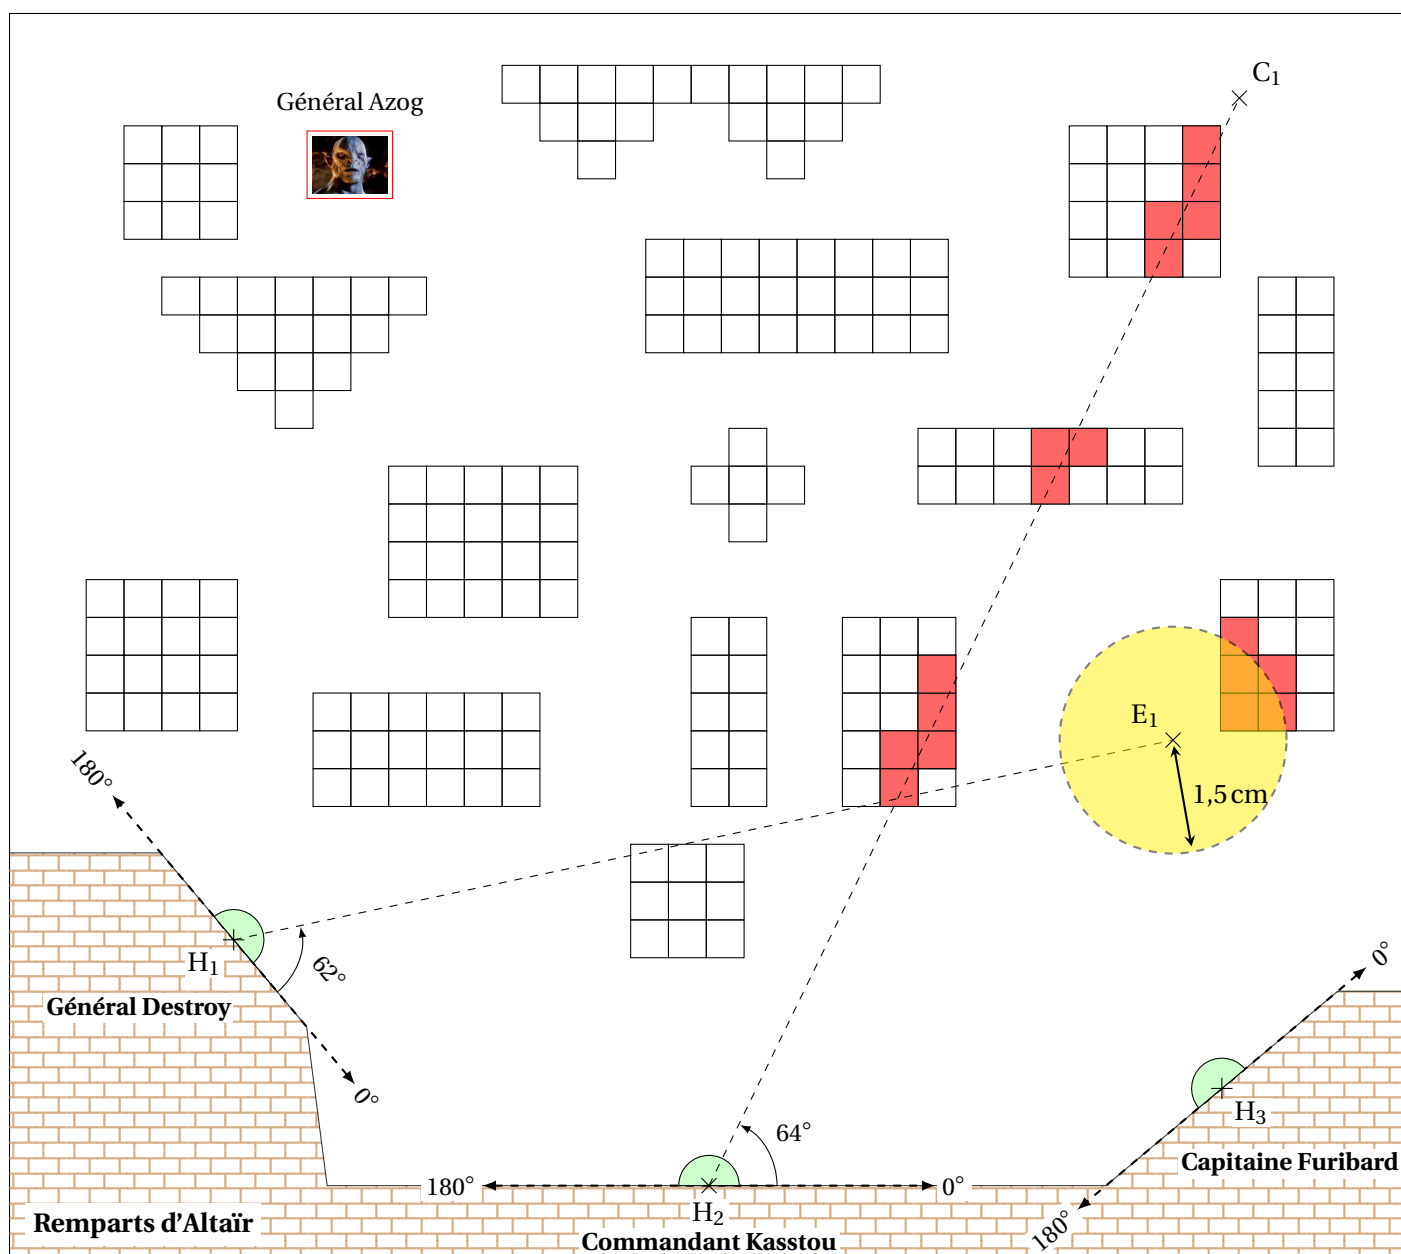 C1
Général Azog
E1
1,5 cm
180°
H1
62°
Général Destroy
0°
0°
H3
64°
Capitaine Furibard
180°
0°
H2
180°
Remparts d'Altaïr
Commandant Kasstou